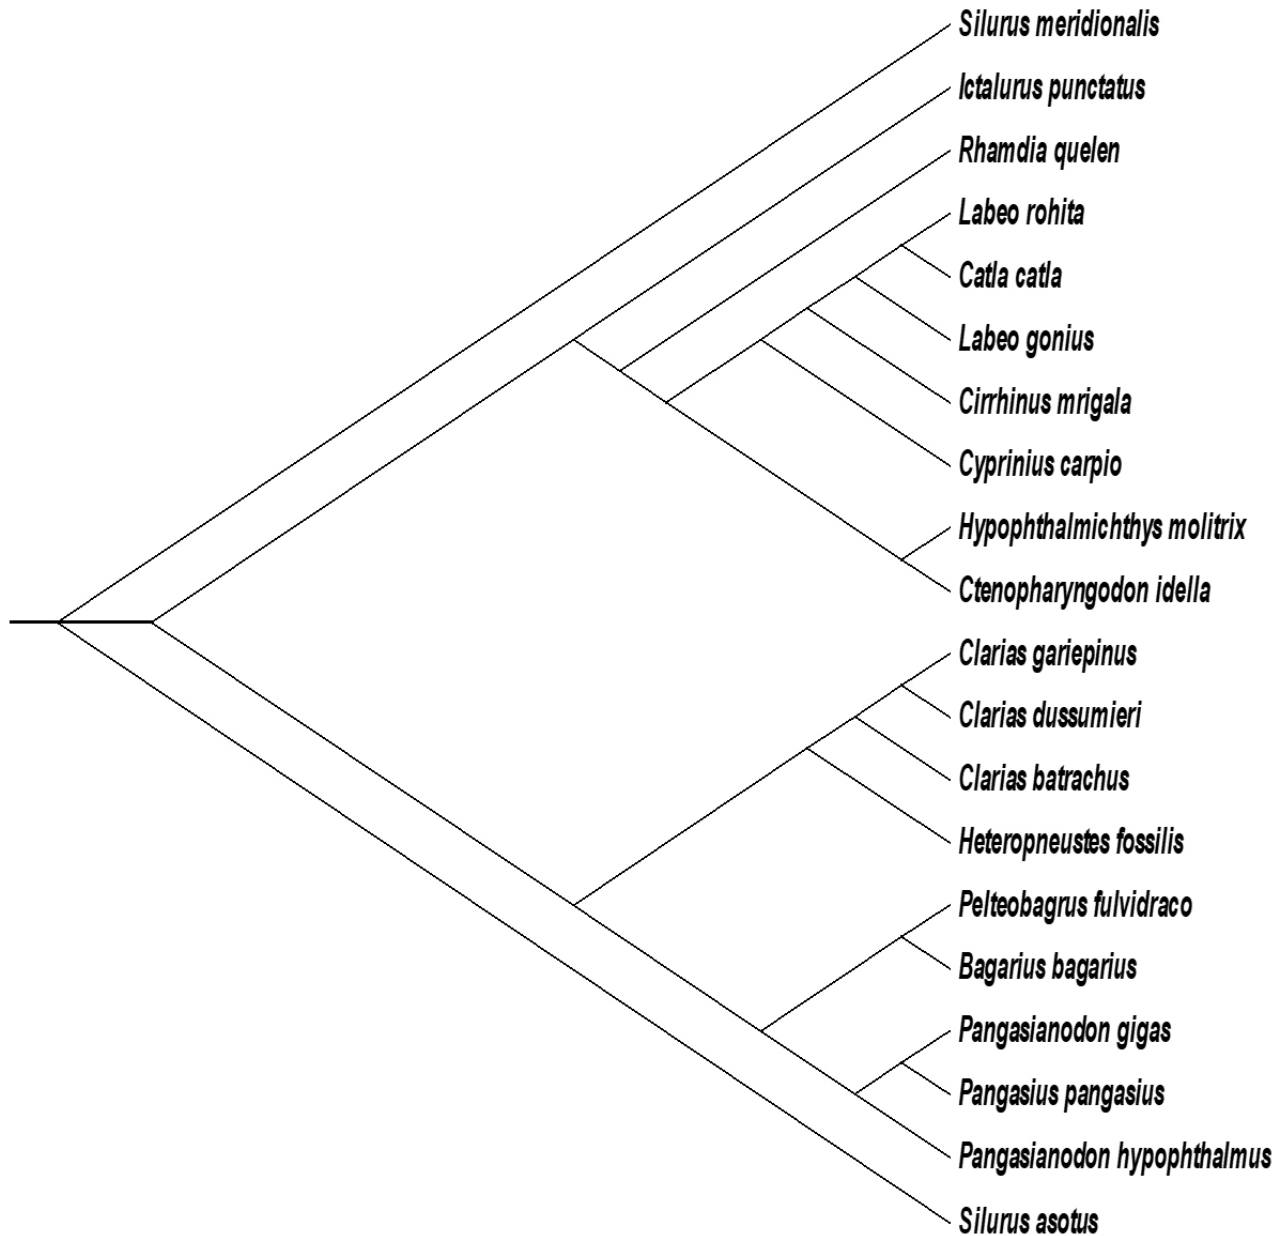 Silurus meridionalis
Ictalurus punctatus
Rhamdia quelen
Labeo rohita
Catla catla
Labeo gonius
Cirrhinus mrigala
Cyprinius carpio
Hypophthalmichthys molitrix
Ctenopharyngodon idella
Clarias gariepinus
Clarias dussumieri
Clarias batrachus
Heteropneustes fossilis
Pelteobagrus fulvidraco
Bagarius bagarius
Pangasianodon gigas
Pangasius pangasius
Pangasianodon hypophthalmus
Silurus asotus